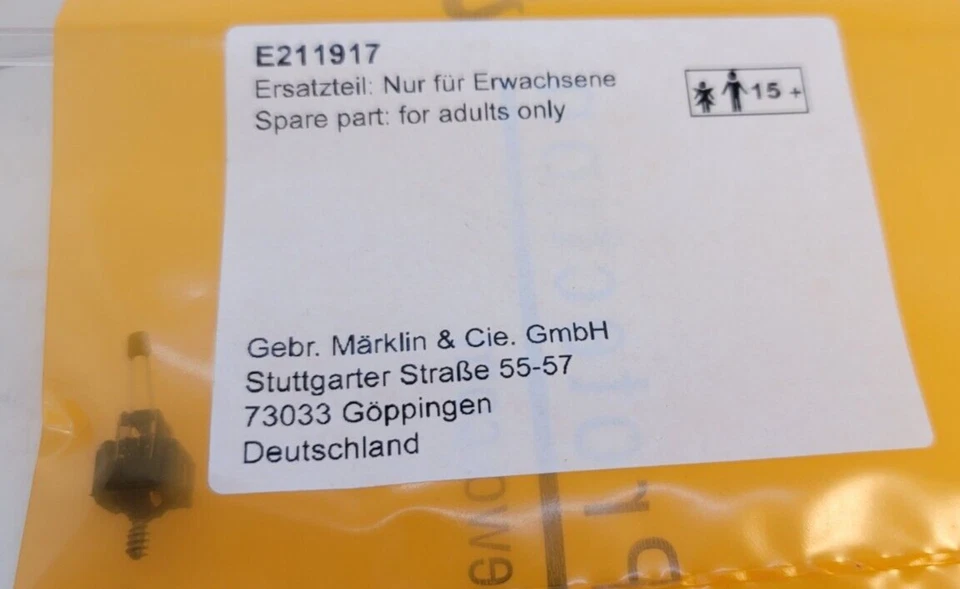 E211917
Ersatzteil: Nur für Erwachsene
Spare part: for adults only
15 +
Gebr. Märklin & Cie. GmbH
Stuttgarter Straße 55-57
73033 Göppingen
Deutschland